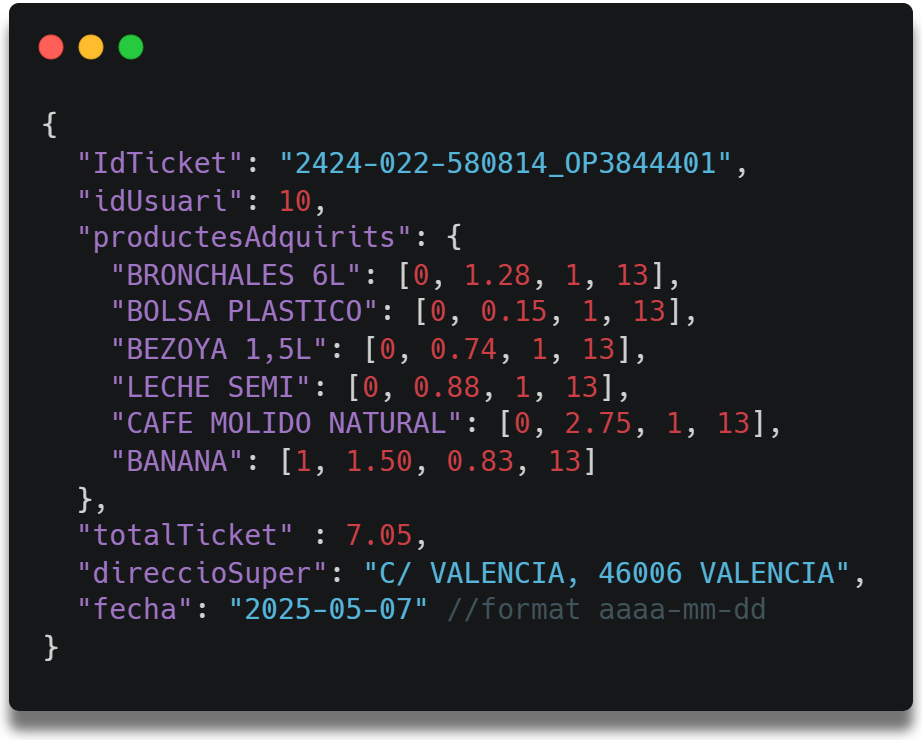 {
  "IdTicket": "2424-022-580814_OP3844401",
  "idUsuari": 10,
  "productesAdquirits": {
    "BRONCHALES 6L": [0, 1.28, 1, 13],
    "BOLSA PLASTICO": [0, 0.15, 1, 13],
    "BEZOYA 1,5L": [0, 0.74, 1, 13],
    "LECHE SEMI": [0, 0.88, 1, 13],
    "CAFE MOLIDO NATURAL": [0, 2.75, 1, 13],
    "BANANA": [1, 1.50, 0.83, 13]
  },
  "totalTicket" : 7.05,
  "direccioSuper": "C/ VALENCIA, 46006 VALENCIA",
  "fecha": "2025-05-07" //format aaaa-mm-dd
}